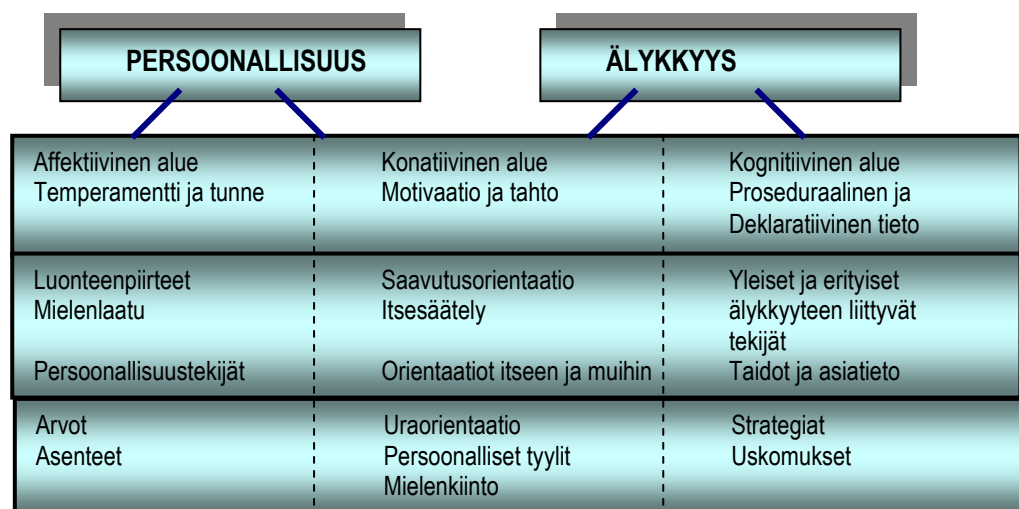 PERSOONALLISUUS
ÄLYKKYYS
Affektiivinen alue
Temperamentti ja tunne
Konatiivinen alue
Motivaatio ja tahto
Kognitiivinen alue
Proseduraalinen ja
Deklaratiivinen tieto
Luonteenpiirteet
Mielenlaatu
Persoonallisuustekijät
Saavutusorientaatio
Itsesäätely
Orientaatiot itseen ja muihin
Yleiset ja erityiset
älykkyyteen liittyvät
tekijät
Taidot ja asiatieto
Arvot
Asenteet
Uraorientaatio
Persoonalliset tyylit
Mielenkiinto
Strategiat
Uskomukset